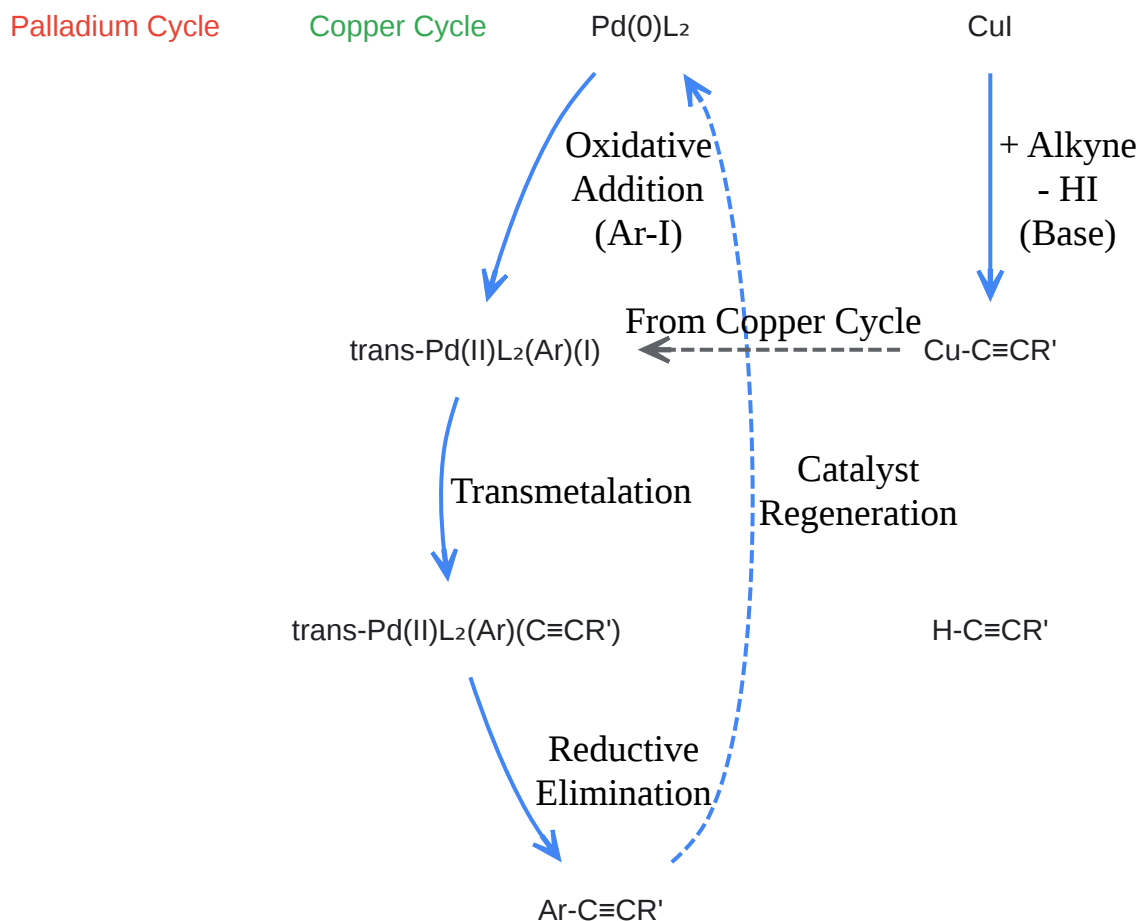 Palladium Cycle
Copper Cycle
Pd(0)L₂
CuI
Oxidative
Addition
(Ar-I)
+ Alkyne
- HI
(Base)
From Copper Cycle
trans-Pd(II)L₂(Ar)(I)
Cu-C≡CR'
Transmetalation
Catalyst
Regeneration
trans-Pd(II)L₂(Ar)(C≡CR')
H-C≡CR'
Reductive
Elimination
Ar-C≡CR'